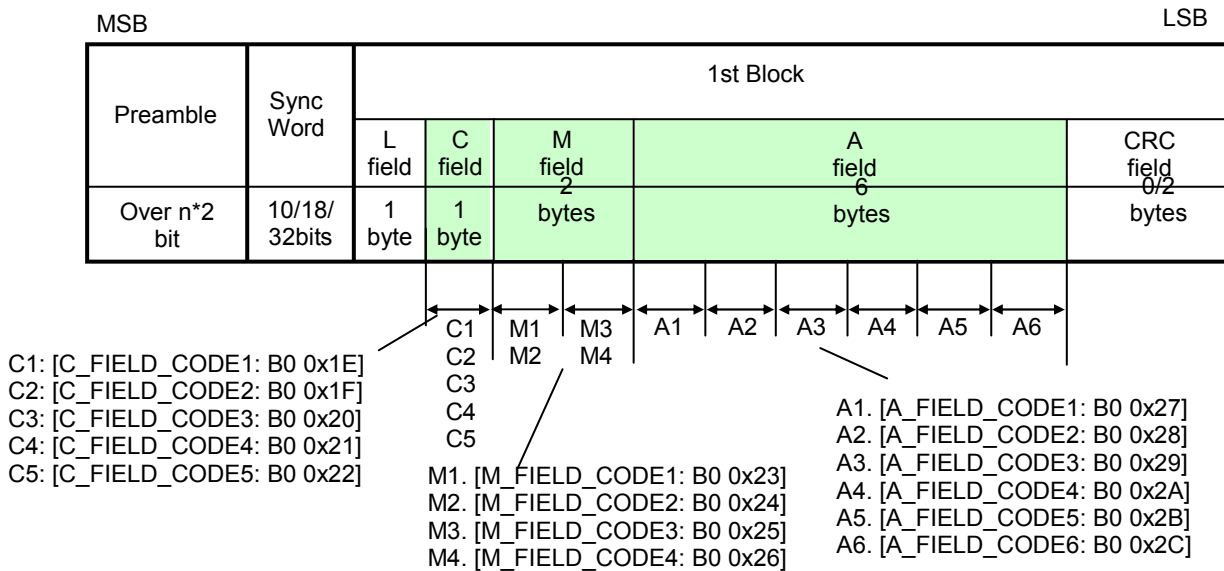 MSB
LSB
Preamble
Sync
Word
1st Block
L
field
C
field
M
field
A
field
CRC
field
Over n*2
bit
10/18/
32bits
1
byte
1
byte
2
bytes
6
bytes
0/2
bytes
C1
C2
C3
C4
C5
M1
M2
M3
M4
A1
A2
A3
A4
A5
A6
C1: [C_FIELD_CODE1: B0 0x1E]
C2: [C_FIELD_CODE2: B0 0x1F]
C3: [C_FIELD_CODE3: B0 0x20]
C4: [C_FIELD_CODE4: B0 0x21]
C5: [C_FIELD_CODE5: B0 0x22]
M1. [M_FIELD_CODE1: B0 0x23]
M2. [M_FIELD_CODE2: B0 0x24]
M3. [M_FIELD_CODE3: B0 0x25]
M4. [M_FIELD_CODE4: B0 0x26]
A1. [A_FIELD_CODE1: B0 0x27]
A2. [A_FIELD_CODE2: B0 0x28]
A3. [A_FIELD_CODE3: B0 0x29]
A4. [A_FIELD_CODE4: B0 0x2A]
A5. [A_FIELD_CODE5: B0 0x2B]
A6. [A_FIELD_CODE6: B0 0x2C]